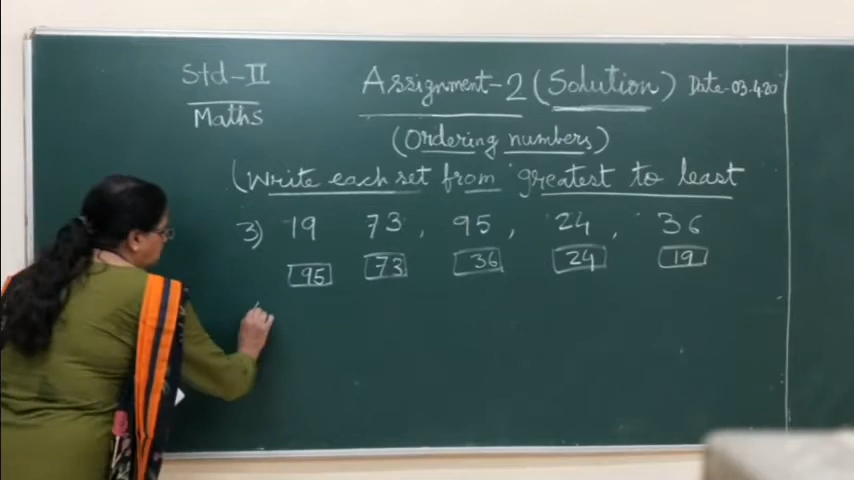 Std-II
Maths
Assignment-2 (Solution) Date-03.4.20
(Ordering numbers)
(Write each set from greatest to least
3) 19 73, 95, 24, 36
95 73 36 24 19